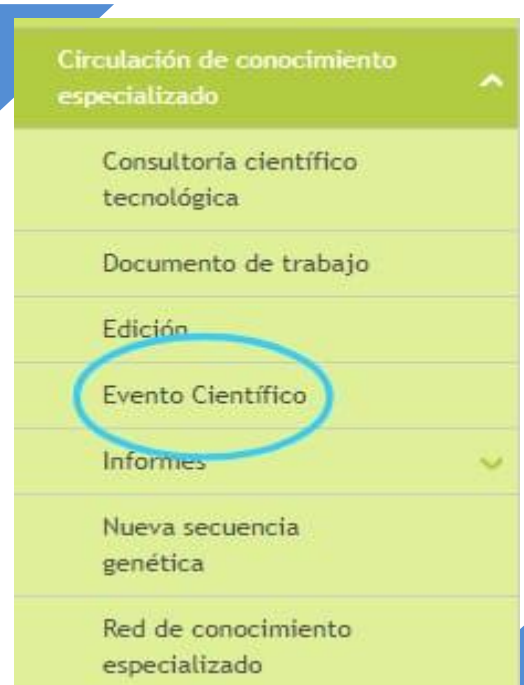 Circulación de conocimiento
especializado
Consultoría científico
tecnológica
Documento de trabajo
Edición
Evento Científico
Informes
Nueva secuencia
genética
Red de conocimiento
especializado